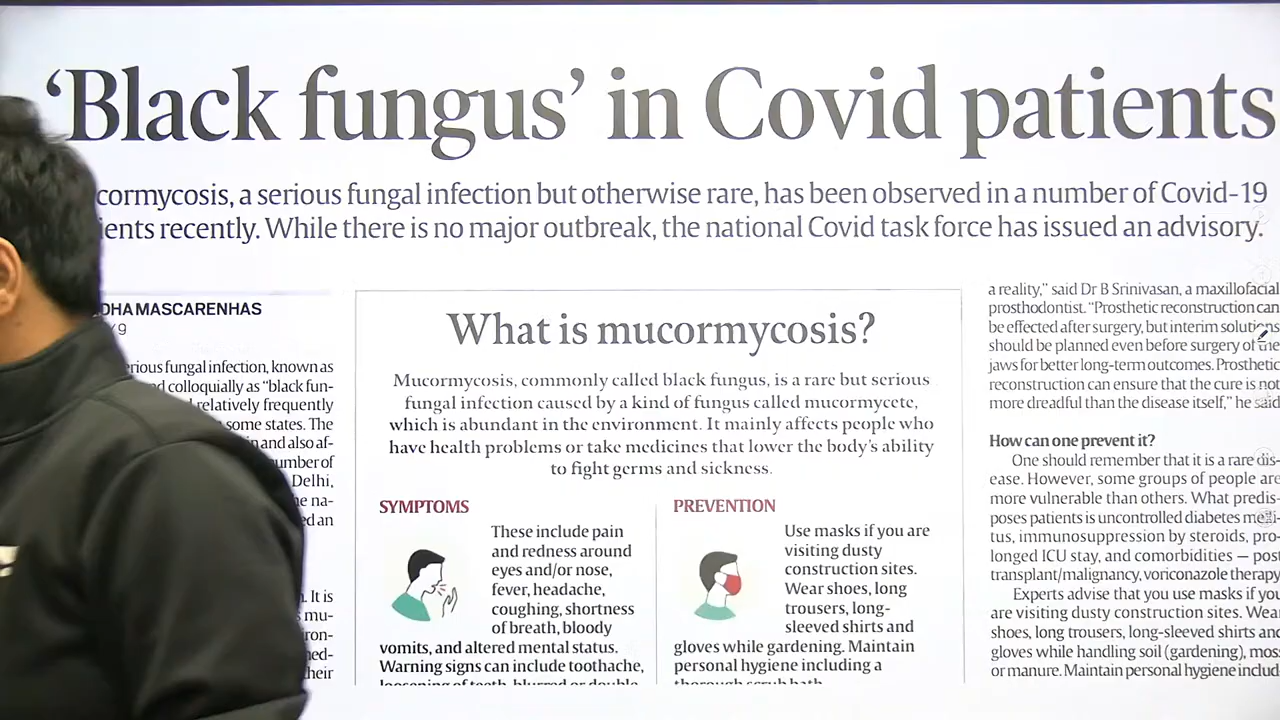 ‘Black fungus’ in Covid patients
cormycosis, a serious fungal infection but otherwise rare, has been observed in a number of Covid-19
ients recently. While there is no major outbreak, the national Covid task force has issued an advisory.
DHA MASCARENHAS
9
erious fungal infection, known as
d colloquially as “black fun-
relatively frequently
some states. The
n and also af-
umber of
Delhi,
he na-
ed an
. It is
s mu-
iron-
med-
heir
What is mucormycosis?
Mucormycosis, commonly called black fungus, is a rare but serious
fungal infection caused by a kind of fungus called mucormycete,
which is abundant in the environment. It mainly affects people who
have health problems or take medicines that lower the body's ability
to fight germs and sickness.
SYMPTOMS
These include pain
and redness around
eyes and/or nose,
fever, headache,
coughing, shortness
of breath, bloody
vomits, and altered mental status.
Warning signs can include toothache,
loosening of teeth, blurred or double
PREVENTION
Use masks if you are
visiting dusty
construction sites.
Wear shoes, long
trousers, long-
sleeved shirts and
gloves while gardening. Maintain
personal hygiene including a
thorough scrub bath.
a reality,” said Dr B Srinivasan, a maxillofacial
prosthodontist. “Prosthetic reconstruction can
be effected after surgery, but interim solutions
should be planned even before surgery of the
jaws for better long-term outcomes. Prosthetic
reconstruction can ensure that the cure is not
more dreadful than the disease itself,” he said
How can one prevent it?
One should remember that it is a rare dis-
ease. However, some groups of people are
more vulnerable than others. What predis-
poses patients is uncontrolled diabetes melli-
tus, immunosuppression by steroids, pro-
longed ICU stay, and comorbidities — post
transplant/malignancy, voriconazole therapy
Experts advise that you use masks if you
are visiting dusty construction sites. Wear
shoes, long trousers, long-sleeved shirts and
gloves while handling soil (gardening), moss
or manure. Maintain personal hygiene includ-